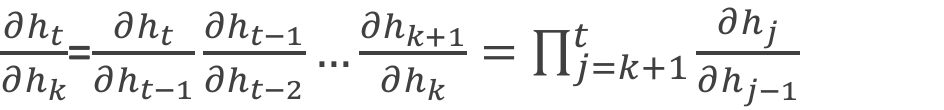 ∂h_t/∂h_k = ∂h_t/∂h_{t−1} ∂h_{t−1}/∂h_{t−2} … ∂h_{k+1}/∂h_k = ∏_{j=k+1}^{t} ∂h_j/∂h_{j−1}